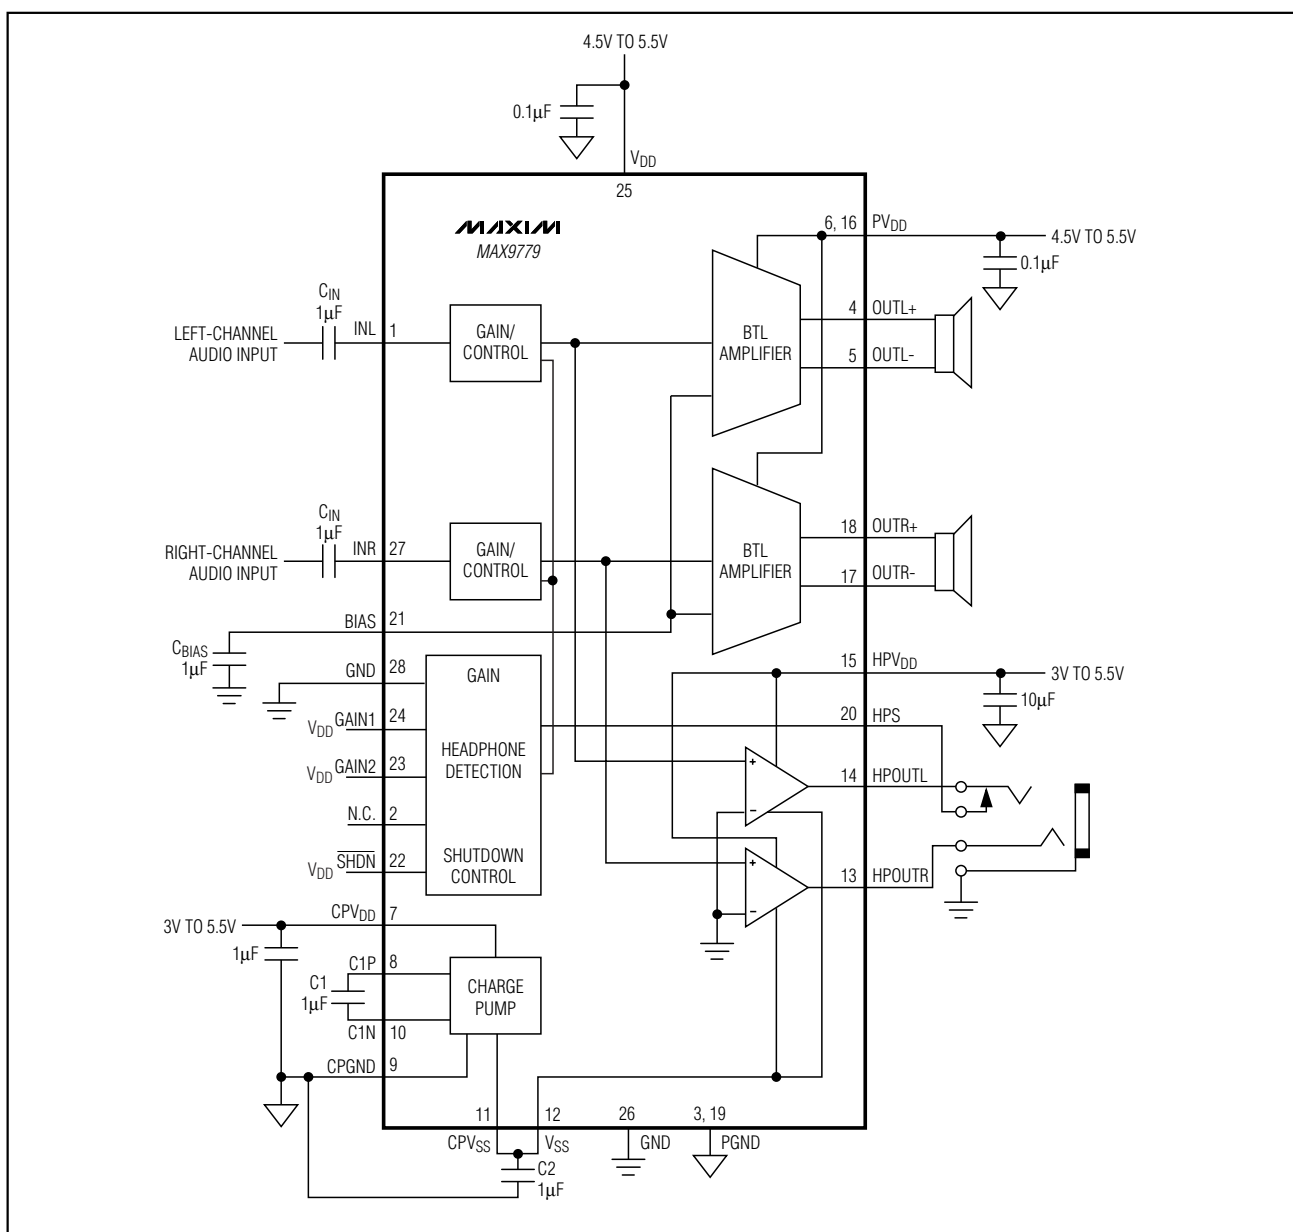 4.5V TO 5.5V
0.1µF
VDD
25
MAXIM
MAX9779
6, 16 PVDD
4.5V TO 5.5V
0.1µF
CIN
1µF
LEFT-CHANNEL
AUDIO INPUT
INL 1
GAIN/
CONTROL
BTL
AMPLIFIER
4 OUTL+
5 OUTL-
CIN
1µF
RIGHT-CHANNEL
AUDIO INPUT
INR 27
GAIN/
CONTROL
BTL
AMPLIFIER
18 OUTR+
17 OUTR-
BIAS 21
CBIAS
1µF
GND 28
GAIN
15 HPVDD
3V TO 5.5V
10µF
VDD GAIN1 24
20 HPS
VDD GAIN2 23
HEADPHONE
DETECTION
+
−
14 HPOUTL
N.C. 2
VDD SHDN 22
SHUTDOWN
CONTROL
+
−
13 HPOUTR
3V TO 5.5V
CPVDD 7
1µF
C1P 8
C1
1µF
CHARGE
PUMP
C1N 10
CPGND 9
11 12 26 3, 19
CPVSS VSS GND PGND
C2
1µF